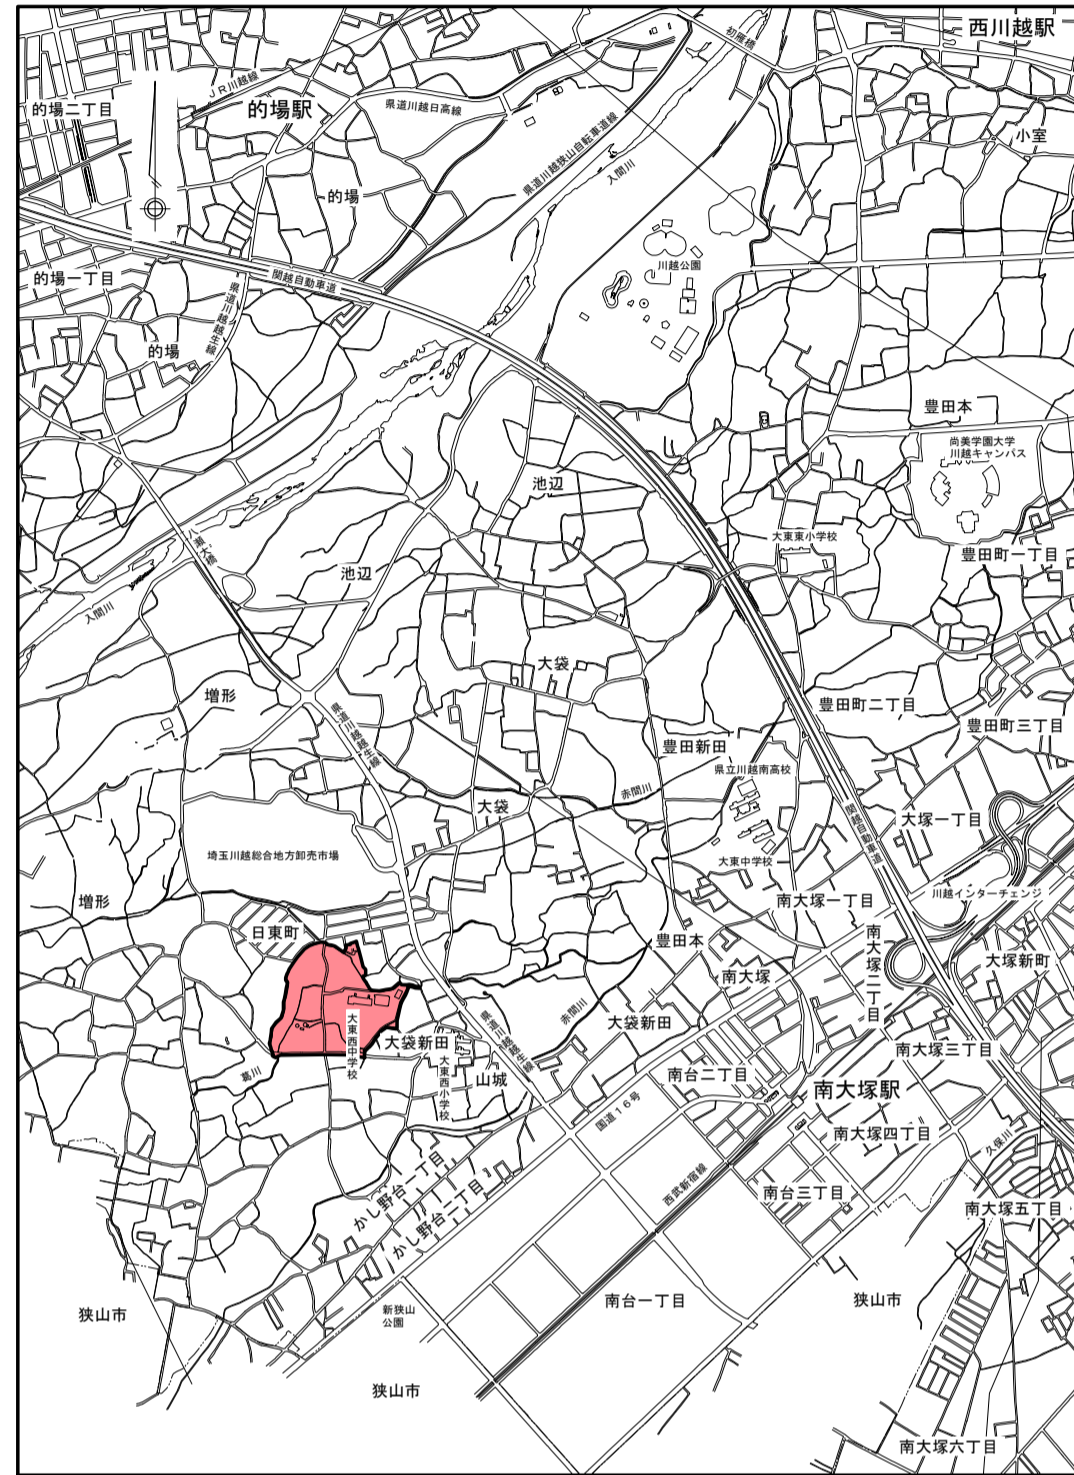 西川越駅
初雁橋
JR川越線
的場二丁目
的場駅
県道川越日高線
小室
県道川越狭山自転車道線
入間川
的場
川越公園
関越自動車道
的場一丁目
県道川越越生線
的場
豊田本
尚美学園大学
川越キャンパス
池辺
大東東小学校
八瀬大橋
豊田町一丁目
池辺
入間川
大袋
増形
豊田町二丁目
県道川越越生線
豊田町三丁目
豊田新田
県立川越南高校
赤間川
大袋
関越自動車道
大塚一丁目
埼玉川越総合地方卸売市場
大東中学校
川越インターチェンジ
増形
南大塚一丁目
日東町
豊田本
南大塚二丁目
大塚新町
南大塚
赤間川
県道川越越生線
大袋新田
大東西中学校
大袋新田
南大塚三丁目
大東西小学校
葛川
山城
南台二丁目
南大塚駅
国道16号
南大塚四丁目
久保川
西武新宿線
かし野台一丁目
南台三丁目
かし野台二丁目
南大塚五丁目
狭山市
新狭山
公園
南台一丁目
狭山市
狭山市
南大塚六丁目